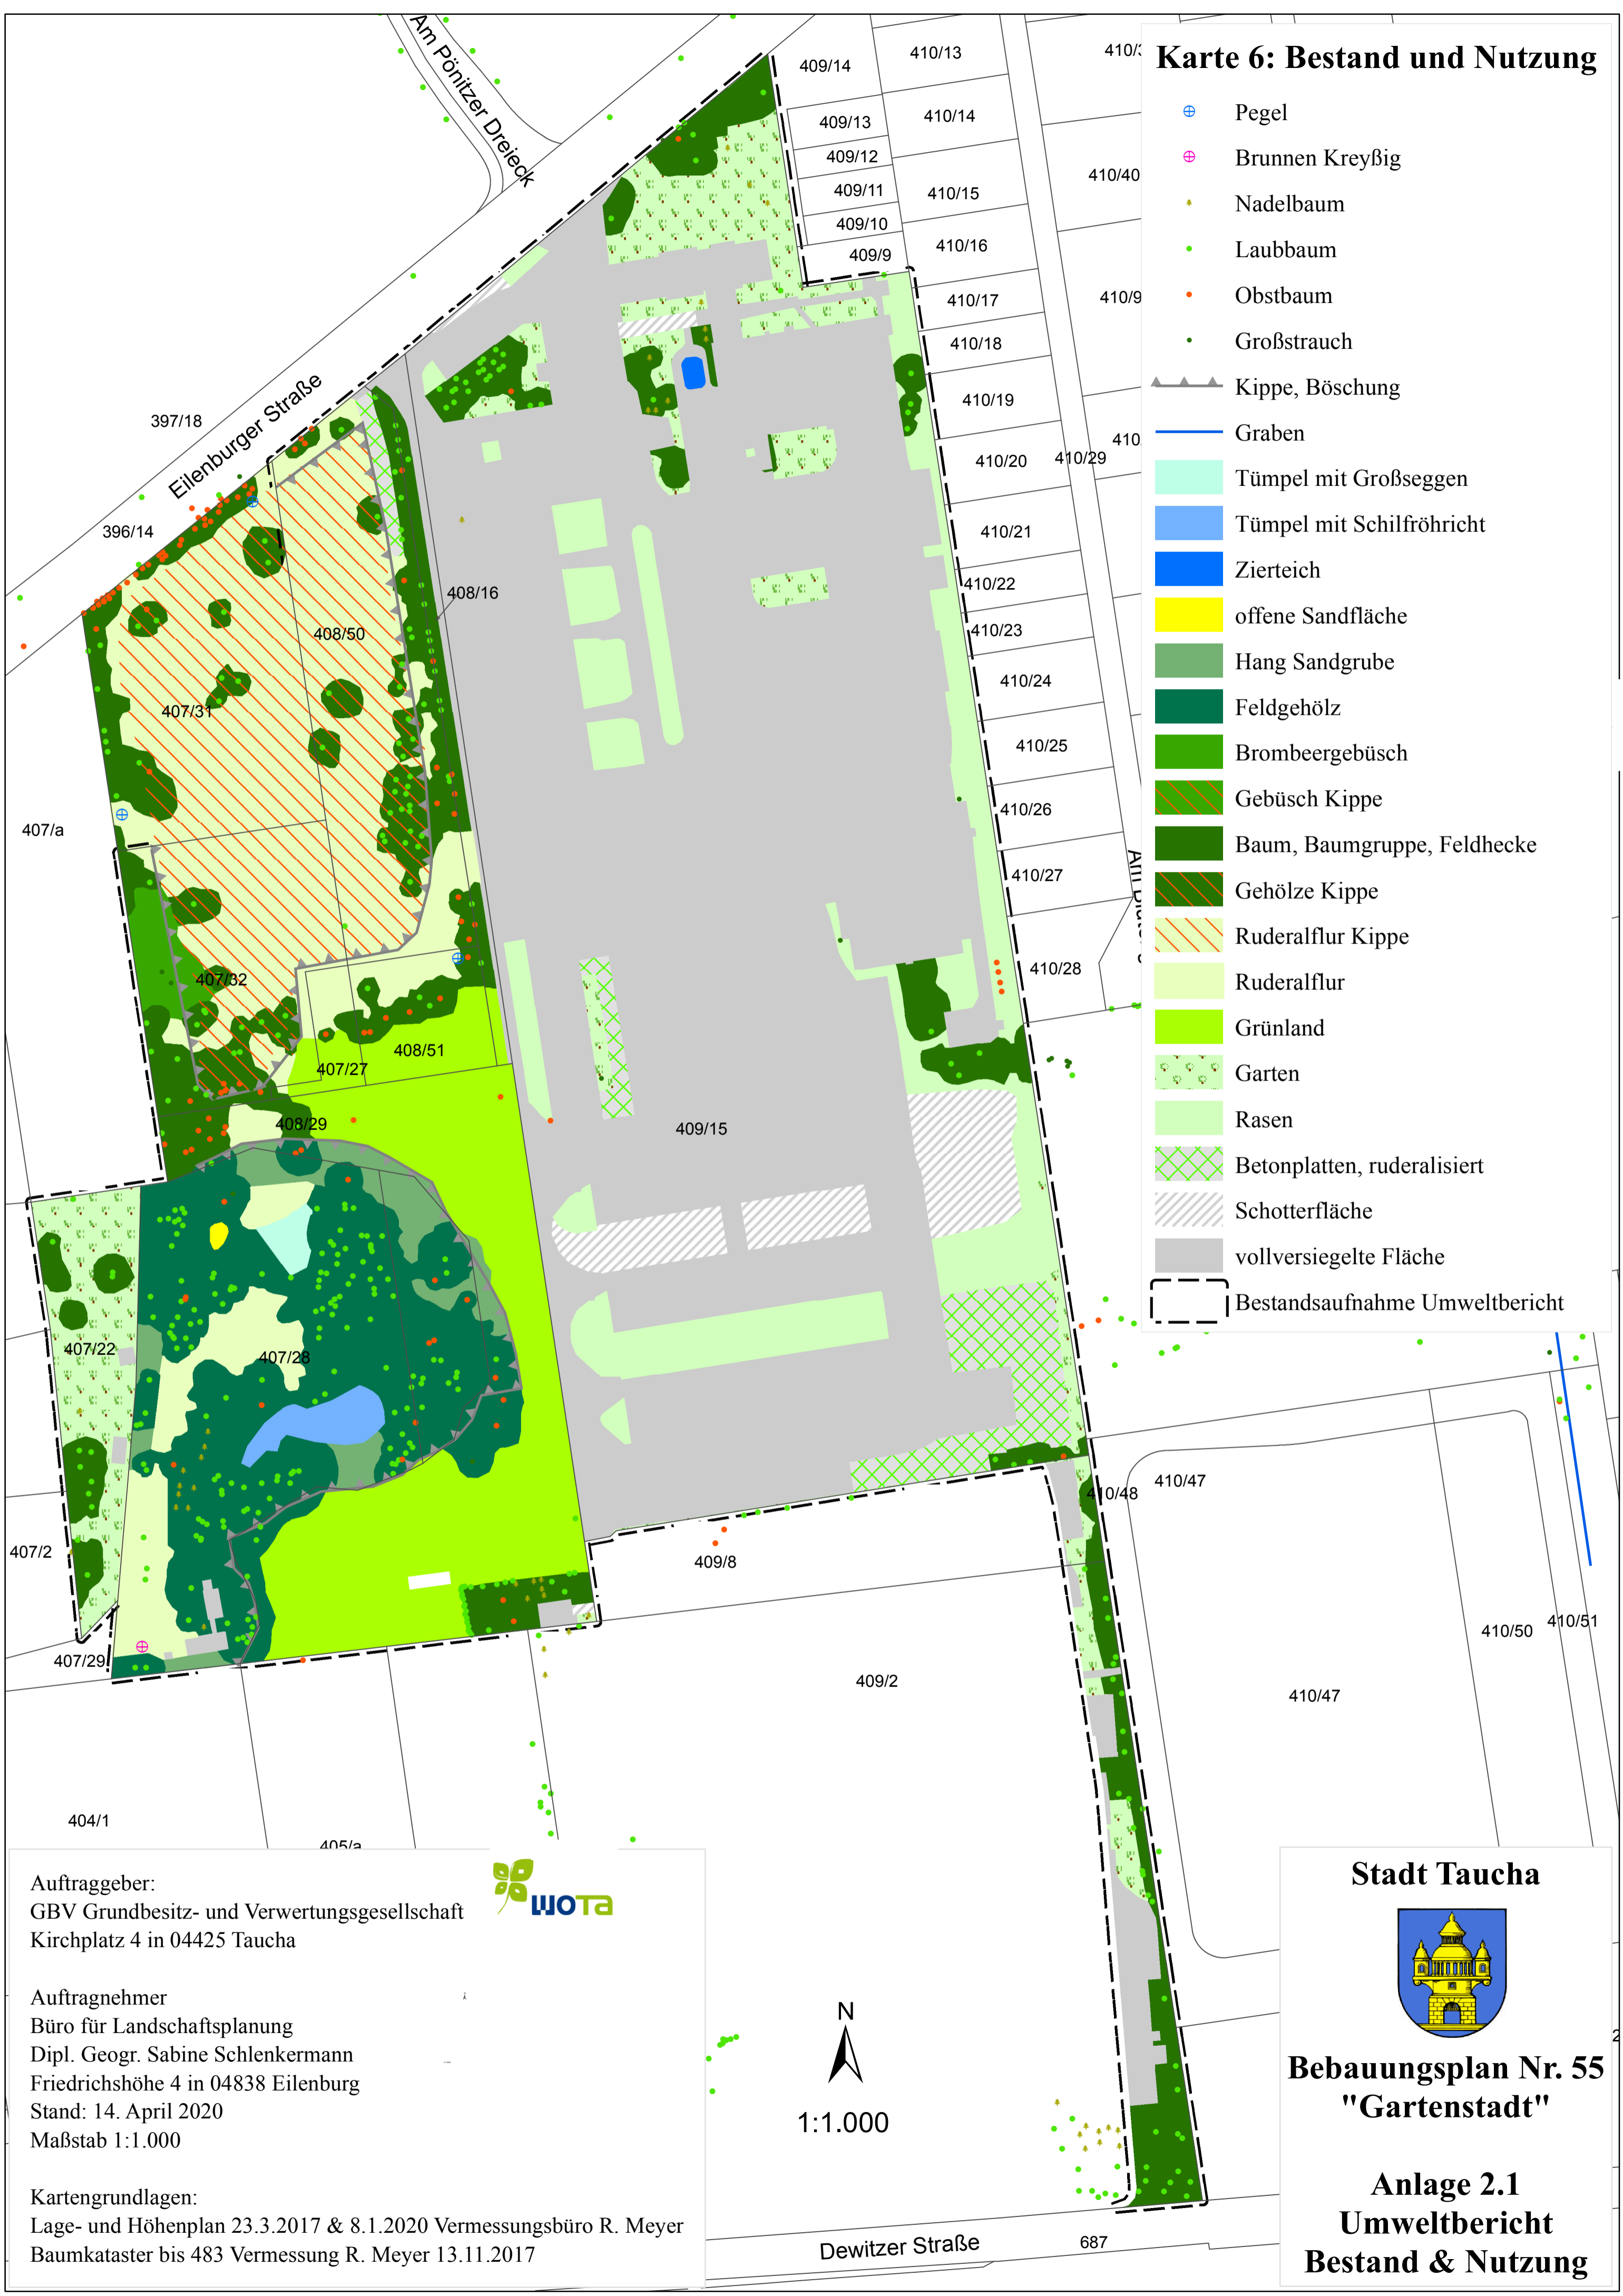 Karte 6: Bestand und Nutzung
Pegel
Brunnen Kreyßig
Nadelbaum
Laubbaum
Obstbaum
Großstrauch
Kippe, Böschung
Graben
Tümpel mit Großseggen
Tümpel mit Schilfröhricht
Zierteich
offene Sandfläche
Hang Sandgrube
Feldgehölz
Brombeergebüsch
Gebüsch Kippe
Baum, Baumgruppe, Feldhecke
Gehölze Kippe
Ruderalflur Kippe
Ruderalflur
Grünland
Garten
Rasen
Betonplatten, ruderalisiert
Schotterfläche
vollversiegelte Fläche
Bestandsaufnahme Umweltbericht
Am Pönitzer Dreieck
Eilenburger Straße
397/18
396/14
409/14
409/13
409/12
409/11
409/10
409/9
410/13
410/14
410/15
410/16
410/17
410/18
410/19
410/20
410/29
410/21
410/22
410/23
410/24
410/25
410/26
410/27
410/28
410/40
410/9
410
408/16
408/50
407/31
407/a
407/32
407/27
408/51
408/29
409/15
407/22
407/28
407/2
407/29
409/8
410/48
410/47
409/2
410/47
410/50
410/51
404/1
405/a
Auftraggeber:
GBV Grundbesitz- und Verwertungsgesellschaft
Kirchplatz 4 in 04425 Taucha
WOTa
Auftragnehmer
Büro für Landschaftsplanung
Dipl. Geogr. Sabine Schlenkermann
Friedrichshöhe 4 in 04838 Eilenburg
Stand: 14. April 2020
Maßstab 1:1.000
Kartengrundlagen:
Lage- und Höhenplan 23.3.2017 & 8.1.2020 Vermessungsbüro R. Meyer
Baumkataster bis 483 Vermessung R. Meyer 13.11.2017
N
1:1.000
Dewitzer Straße
687
Stadt Taucha
Bebauungsplan Nr. 55
"Gartenstadt"
Anlage 2.1
Umweltbericht
Bestand & Nutzung